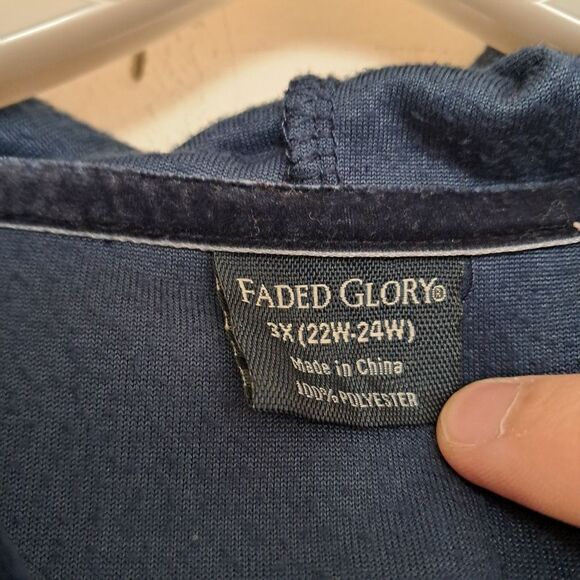 FADED GLORY®
3X (22W-24W)
Made in China
100% POLYESTER